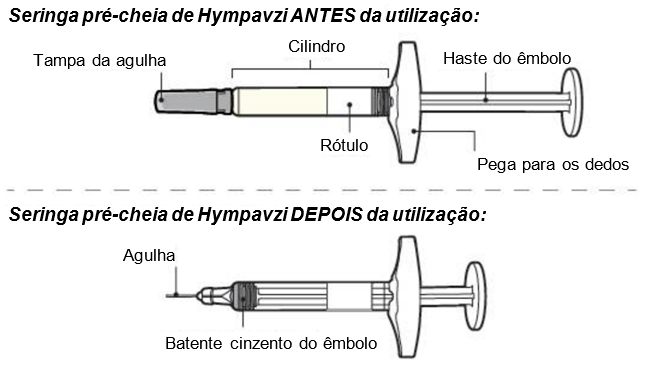 Seringa pré-cheia de Hympavzi ANTES da utilização:
Cilindro
Tampa da agulha
Haste do êmbolo
Rótulo
Pega para os dedos
Seringa pré-cheia de Hympavzi DEPOIS da utilização:
Agulha
Batente cinzento do êmbolo